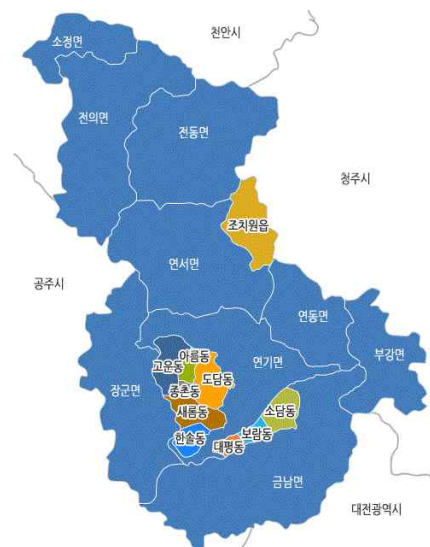 천안시
소정면
전의면
전동면
청주시
조치원읍
연서면
공주시
연동면
부강면
아름동
고운동
연기면
도담동
장군면
종촌동
새롬동
소담동
한솔동
보람동
대평동
금남면
대전광역시